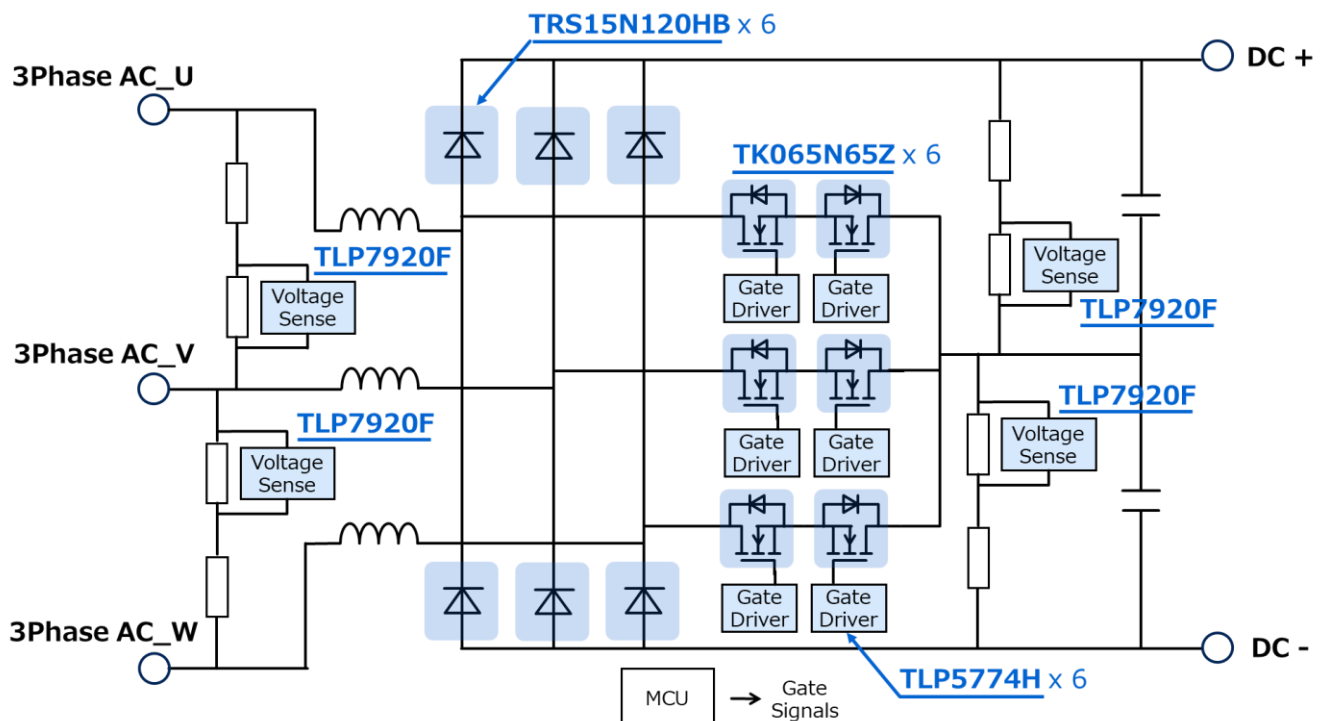 TRS15N120HB x 6
DC +
3Phase AC_U
TK065N65Z x 6
TLP7920F
Voltage
Sense
Gate
Driver
Gate
Driver
Voltage
Sense
TLP7920F
3Phase AC_V
TLP7920F
Voltage
Sense
Gate
Driver
Gate
Driver
TLP7920F
Voltage
Sense
Gate
Driver
Gate
Driver
3Phase AC_W
DC -
TLP5774H x 6
MCU
Gate
Signals